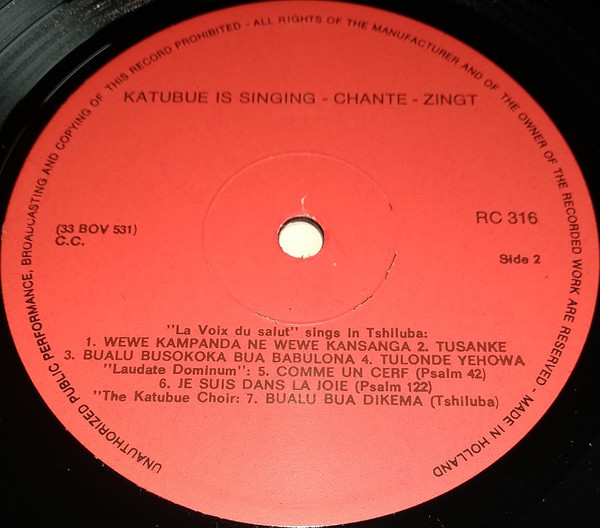 UNAUTHORIZED PUBLIC PERFORMANCE, BROADCASTING AND COPYING OF THIS RECORD PROHIBITED - ALL RIGHTS OF THE MANUFACTURER AND OF THE OWNER OF THE RECORDED WORK ARE RESERVED - MADE IN HOLLAND
KATUBUE IS SINGING - CHANTE - ZINGT
(33 BOV 531)
C.C.
RC 316
Side 2
"La Voix du salut" sings in Tshiluba:
1. WEWE KAMPANDA NE WEWE KANSANGA 2. TUSANKE
3. BUALU BUSOKOKA BUA BABULONA 4. TULONDE YEHOWA
"Laudate Dominum": 5. COMME UN CERF (Psalm 42)
6. JE SUIS DANS LA JOIE (Psalm 122)
"The Katubue Choir: 7. BUALU BUA DIKEMA (Tshiluba)